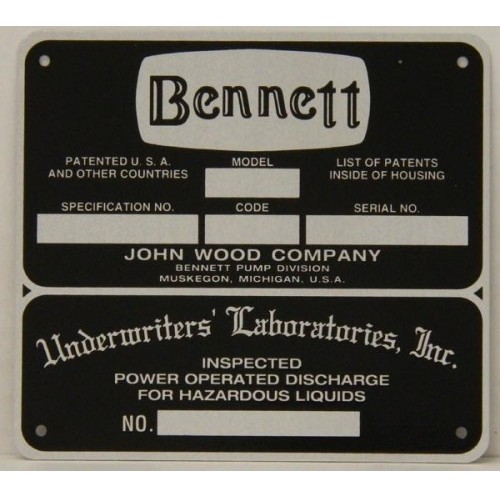 Bennett
PATENTED U.S.A.
AND OTHER COUNTRIES
MODEL
LIST OF PATENTS
INSIDE OF HOUSING
SPECIFICATION NO.
CODE
SERIAL NO.
JOHN WOOD COMPANY
BENNETT PUMP DIVISION
MUSKEGON, MICHIGAN, U.S.A.
Underwriters' Laboratories, Inc.
INSPECTED
POWER OPERATED DISCHARGE
FOR HAZARDOUS LIQUIDS
NO.